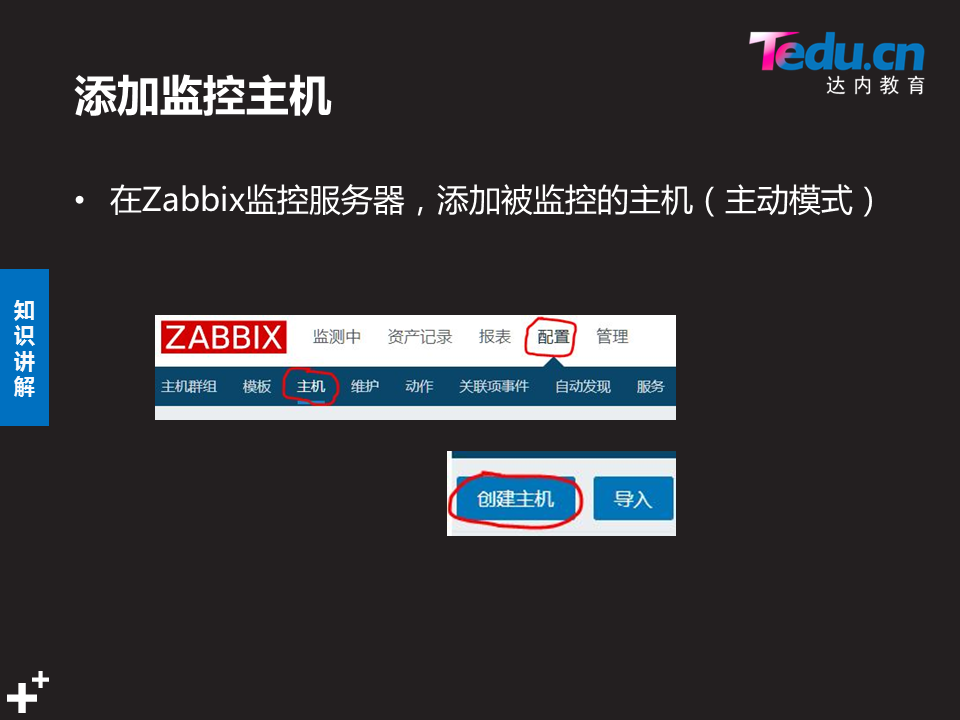 Tedu.cn
达内教育
添加监控主机
• 在Zabbix监控服务器，添加被监控的主机（主动模式）
知识讲解
ZABBIX 监测中 资产记录 报表 配置 管理
主机群组 模板 主机 维护 动作 关联项事件 自动发现 服务
创建主机 导入